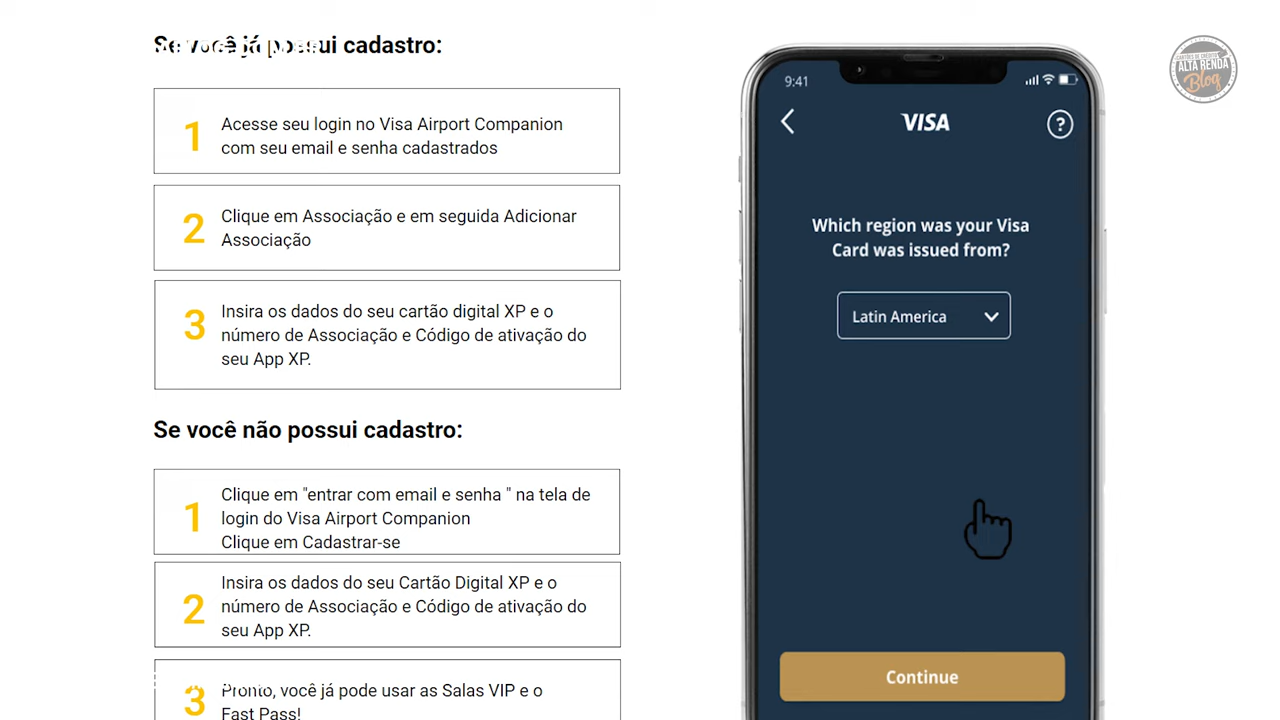 Se você já possui cadastro:
1
Acesse seu login no Visa Airport Companion
com seu email e senha cadastrados
2
Clique em Associação e em seguida Adicionar
Associação
3
Insira os dados do seu cartão digital XP e o
número de Associação e Código de ativação do
seu App XP.
Se você não possui cadastro:
1
Clique em "entrar com email e senha " na tela de
login do Visa Airport Companion
Clique em Cadastrar-se
2
Insira os dados do seu Cartão Digital XP e o
número de Associação e Código de ativação do
seu App XP.
3
Pronto, você já pode usar as Salas VIP e o
Fast Pass!
9:41
VISA
?
Which region was your Visa
Card was issued from?
Latin America
Continue
CARTÕES DE CRÉDITO
ALTA RENDA
Blog